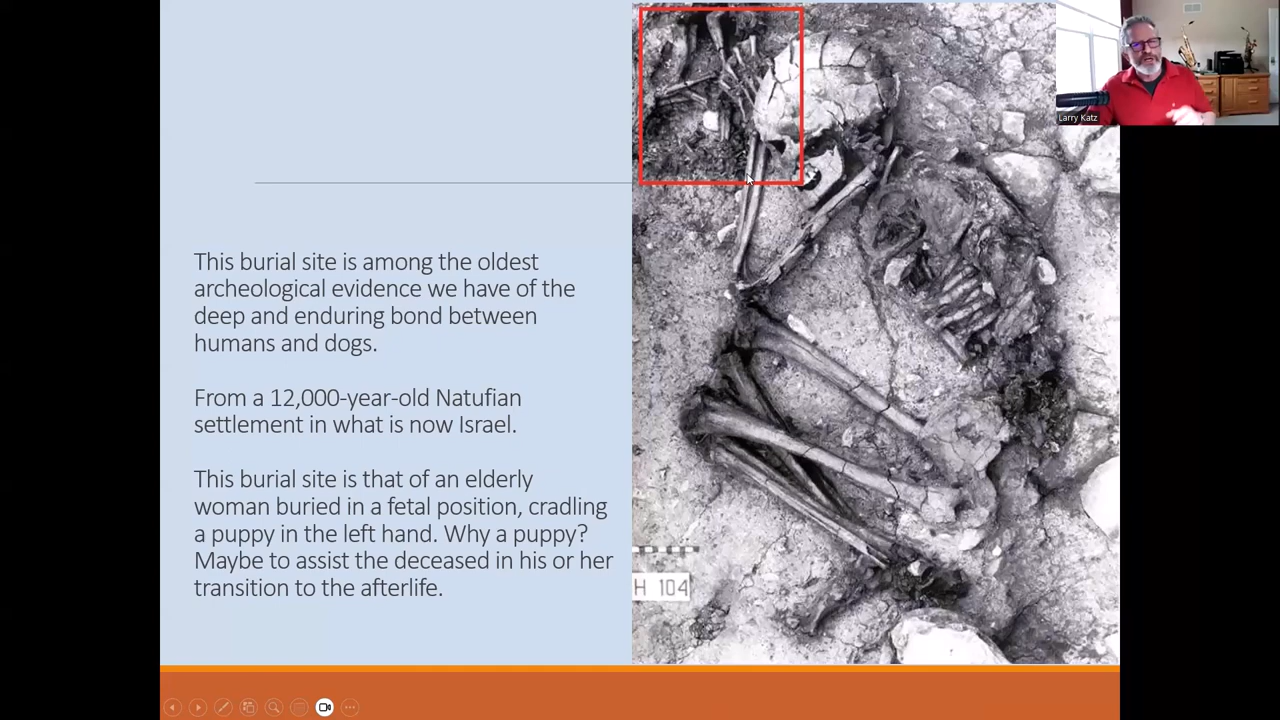 Larry Katz
This burial site is among the oldest
archeological evidence we have of the
deep and enduring bond between
humans and dogs.
From a 12,000-year-old Natufian
settlement in what is now Israel.
This burial site is that of an elderly
woman buried in a fetal position, cradling
a puppy in the left hand. Why a puppy?
Maybe to assist the deceased in his or her
transition to the afterlife.
H 104